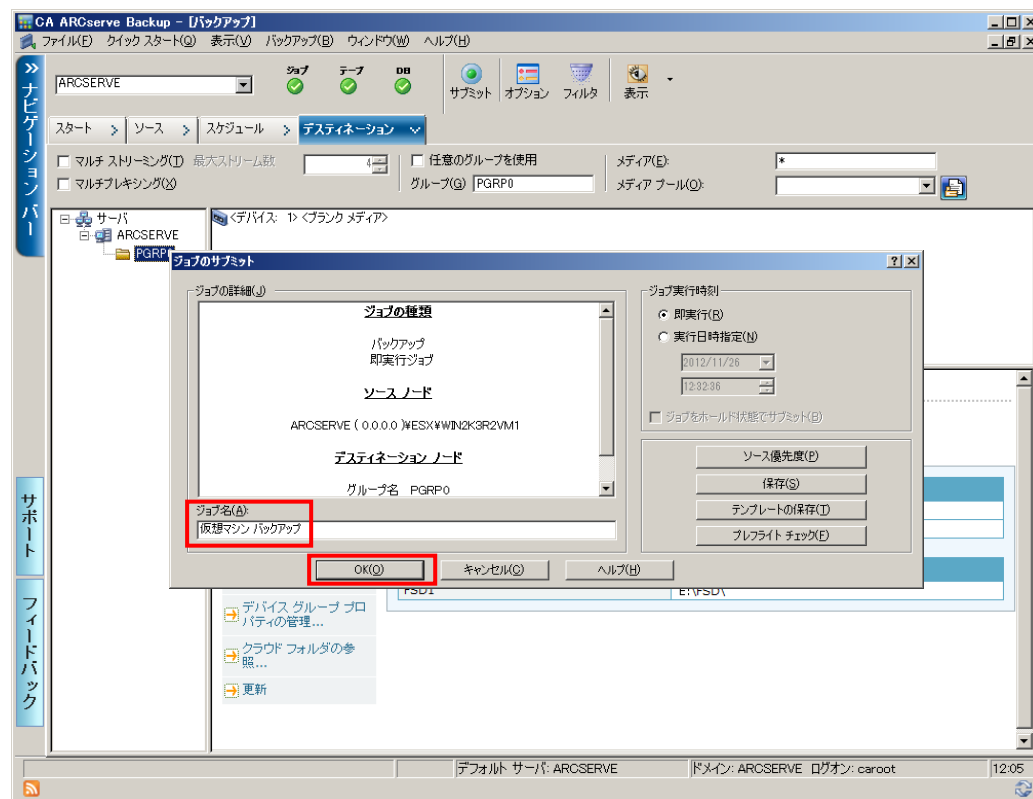 CA ARCserve Backup - [バックアップ]
ファイル(F) クイック スタート(Q) 表示(V) バックアップ(B) ウィンドウ(W) ヘルプ(H)
ナビゲーション バー
ARCSERVE
ジョブ テープ DB
サブミット オプション フィルタ 表示
スタート ソース スケジュール デスティネーション
マルチ ストリーミング(T) 最大ストリーム数 4
任意のグループを使用
メディア(E): *
マルチプレキシング(X)
グループ(G) PGRP0
メディア プール(O):
サーバ
ARCSERVE
PGRP
<デバイス: 1> <ブランク メディア>
ジョブのサブミット
ジョブの詳細(J)
ジョブの種類
バックアップ
即実行ジョブ
ソース ノード
ARCSERVE ( 0.0.0.0 )¥ESX¥WIN2K3R2VM1
デスティネーション ノード
グループ名 PGRP0
ジョブ名(A):
仮想マシン バックアップ
ジョブ実行時刻
即実行(R)
実行日時指定(N)
2012/11/26
12:32:36
ジョブをホールド状態でサブミット(B)
ソース優先度(P)
保存(S)
テンプレートの保存(T)
プレフライト チェック(F)
OK(O) キャンセル(C) ヘルプ(H)
FSD1 E:\FSD\
デバイス グループ プロ
パティの管理...
クラウド フォルダの参
照...
更新
サポート
フィードバック
デフォルト サーバ: ARCSERVE
ドメイン: ARCSERVE ログオン: caroot
12:05